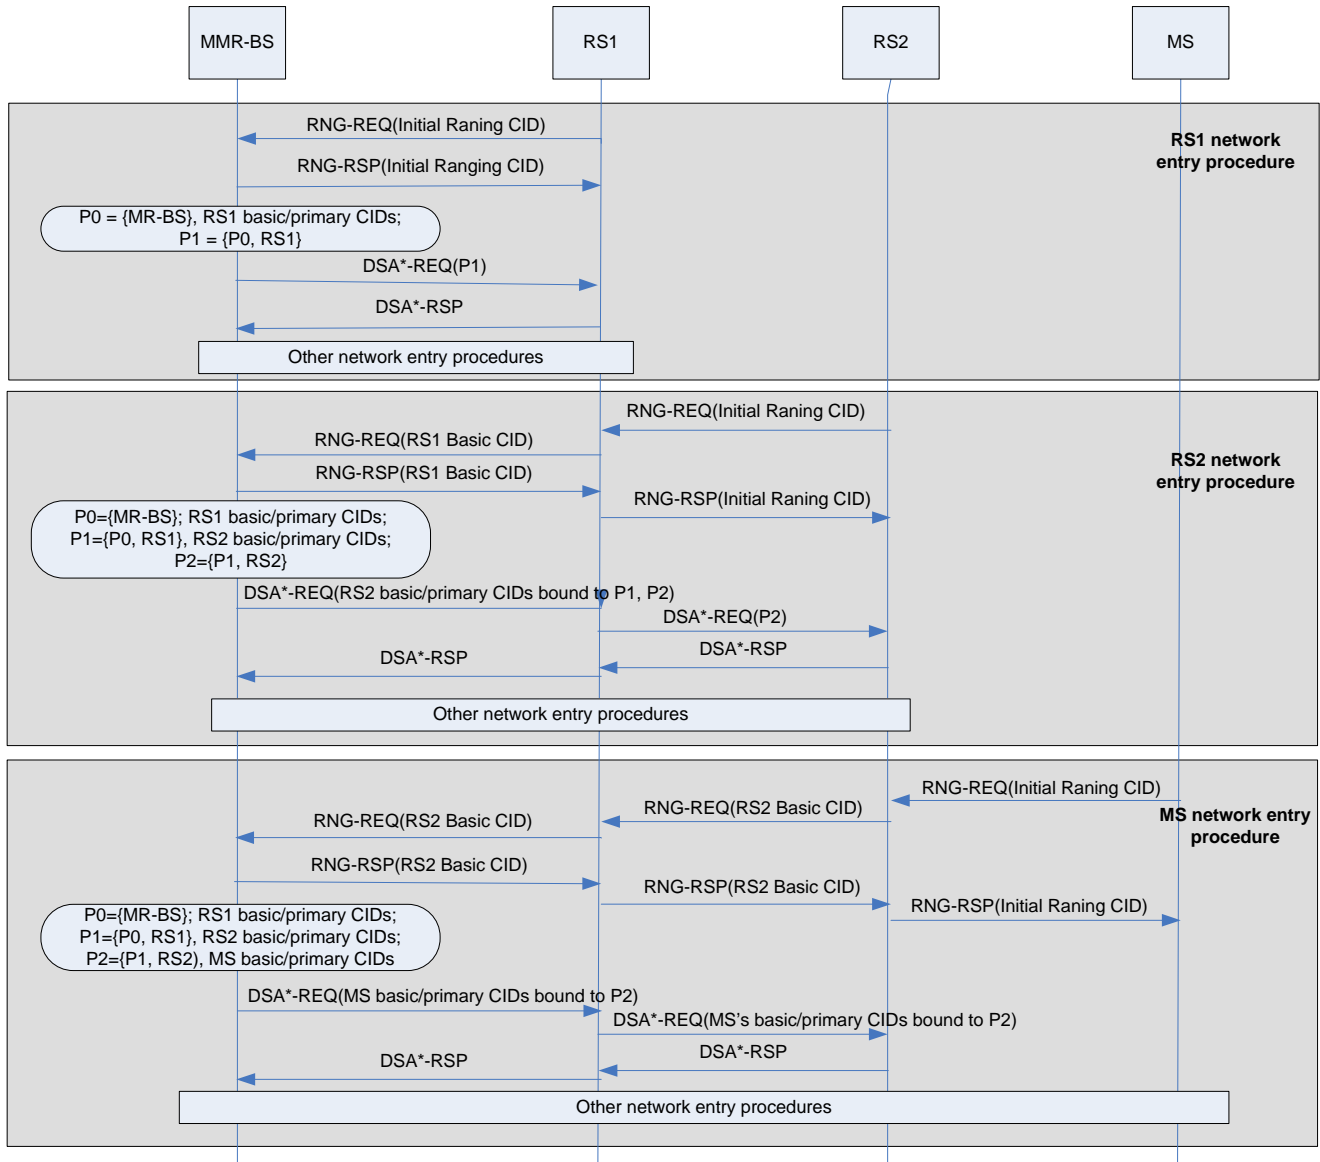 MMR-BS
RS1
RS2
MS
RNG-REQ(Initial Raning CID)
RS1 network
entry procedure
RNG-RSP(Initial Ranging CID)
P0 = {MR-BS}, RS1 basic/primary CIDs;
P1 = {P0, RS1}
DSA*-REQ(P1)
DSA*-RSP
Other network entry procedures
RNG-REQ(Initial Raning CID)
RNG-REQ(RS1 Basic CID)
RS2 network
entry procedure
RNG-RSP(RS1 Basic CID)
RNG-RSP(Initial Raning CID)
P0={MR-BS}; RS1 basic/primary CIDs;
P1={P0, RS1}, RS2 basic/primary CIDs;
P2={P1, RS2}
DSA*-REQ(RS2 basic/primary CIDs bound to P1, P2)
DSA*-REQ(P2)
DSA*-RSP
DSA*-RSP
Other network entry procedures
RNG-REQ(Initial Raning CID)
RNG-REQ(RS2 Basic CID)
RNG-REQ(RS2 Basic CID)
MS network entry
procedure
RNG-RSP(RS2 Basic CID)
RNG-RSP(RS2 Basic CID)
RNG-RSP(Initial Raning CID)
P0={MR-BS}; RS1 basic/primary CIDs;
P1={P0, RS1}, RS2 basic/primary CIDs;
P2={P1, RS2), MS basic/primary CIDs
DSA*-REQ(MS basic/primary CIDs bound to P2)
DSA*-REQ(MS's basic/primary CIDs bound to P2)
DSA*-RSP
DSA*-RSP
Other network entry procedures